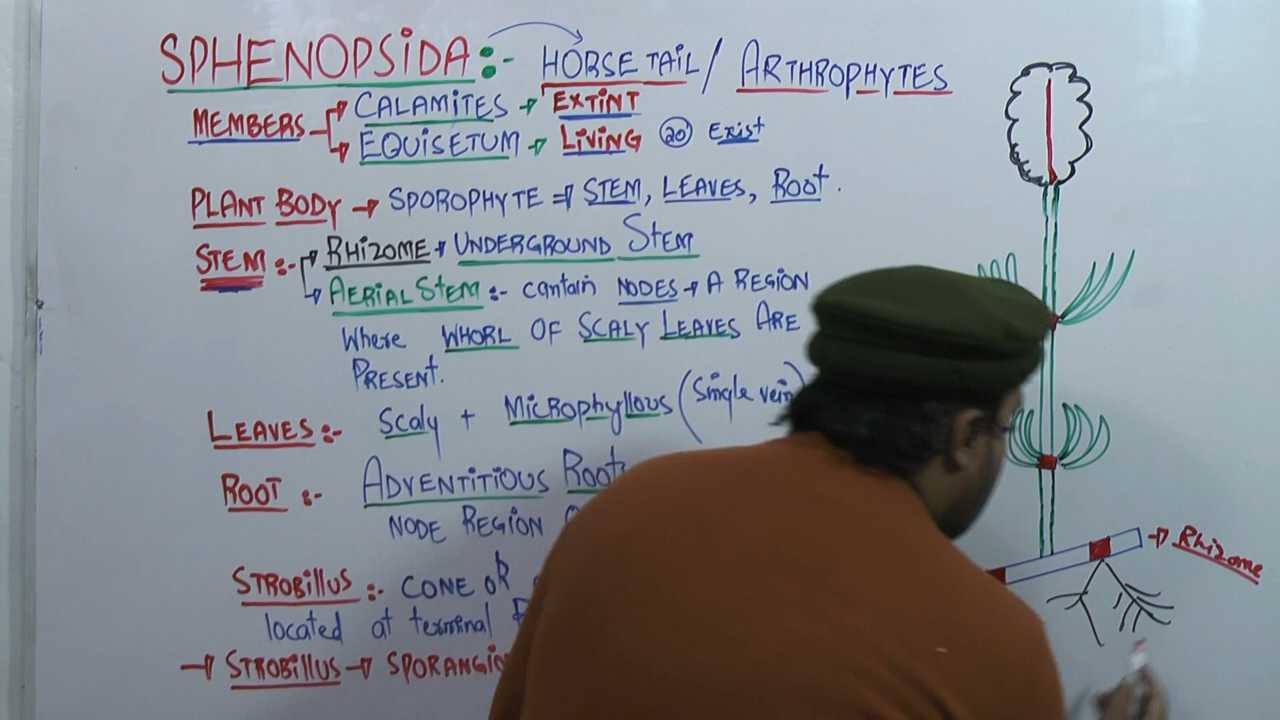 SPHENOPSIDA :- HORSE TAIL / ARTHROPHYTES
MEMBERS CALAMITES → EXTINT
EQUISETUM → LIVING 20 Exist
PLANT BODY → SPOROPHYTE ⇒ STEM, LEAVES, Root.
STEM :- RHIZOME → UNDERGROUND STEM
AERIAL STEM :- contain NODES → A REGION
Where WHORL OF SCALY LEAVES ARE
PRESENT.
LEAVES :- Scaly + Microphyllous (Single vein)
ROOT :- ADVENTITIOUS Roots
NODE REGION
STROBILLUS :- CONE OR
located at terminal
→ STROBILLUS → SPORANGIO
→ Rhizome